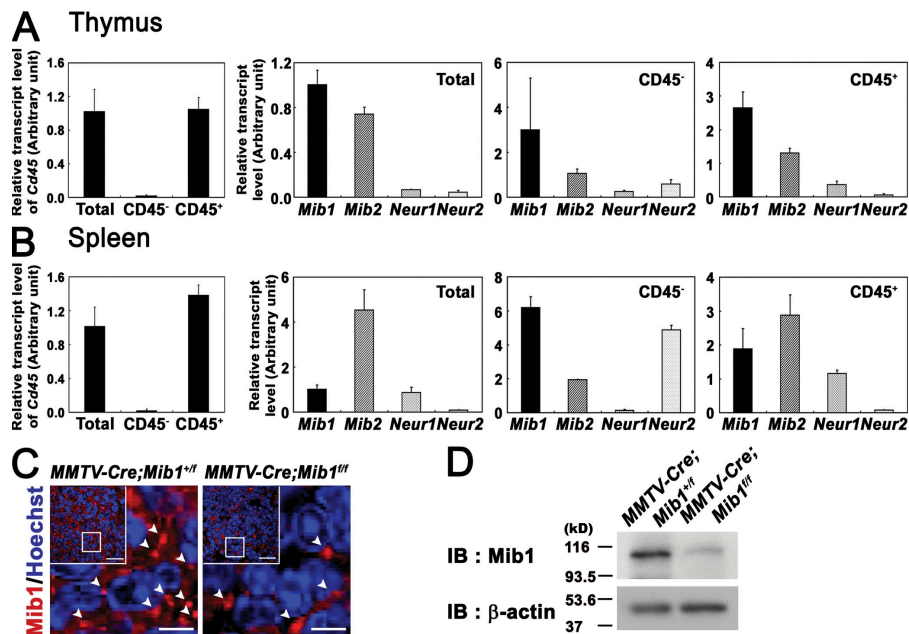 A Thymus
Relative transcript level of Cd45 (Arbitrary unit)
1.6
1.2
0.8
0.4
0.0
Total CD45⁻ CD45⁺
Relative transcript level (Arbitrary unit)
1.2
0.8
0.4
0.0
Total
Mib1 Mib2 Neur1 Neur2
6
4
2
0
CD45⁻
Mib1 Mib2 Neur1 Neur2
4
3
2
1
0
CD45⁺
Mib1 Mib2 Neur1 Neur2
B Spleen
Relative transcript level of Cd45 (Arbitrary unit)
1.6
1.2
0.8
0.4
0.0
Total CD45⁻ CD45⁺
Relative transcript level (Arbitrary unit)
6
4
2
0
Total
Mib1 Mib2 Neur1 Neur2
8
6
4
2
0
CD45⁻
Mib1 Mib2 Neur1 Neur2
4
3
2
1
0
CD45⁺
Mib1 Mib2 Neur1 Neur2
C
MMTV-Cre;Mib1+/f MMTV-Cre;Mib1f/f
Mib1/Hoechst
D
MMTV-Cre;
Mib1+/f
MMTV-Cre;
Mib1f/f
(kD)
IB : Mib1
116
93.5
IB : β-actin
53.6
37